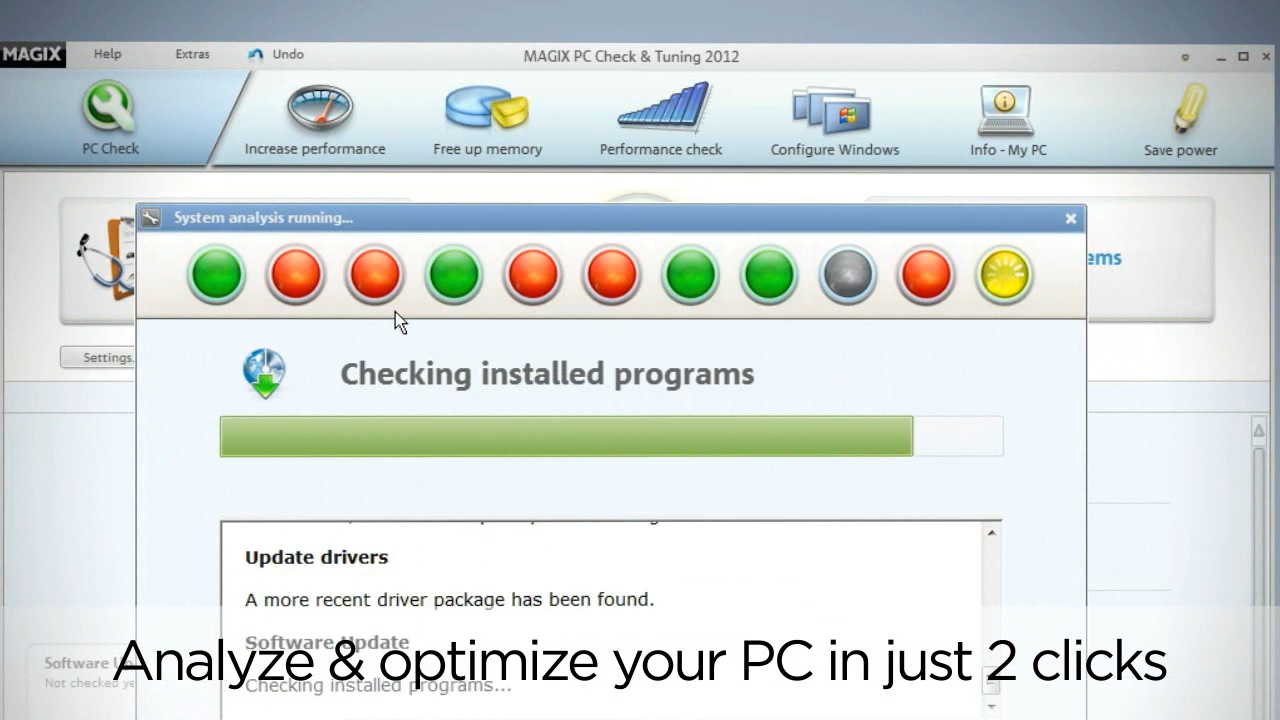 MAGIX
Help
Extras
Undo
MAGIX PC Check & Tuning 2012
PC Check
Increase performance
Free up memory
Performance check
Configure Windows
Info - My PC
Save power
System analysis running...
ems
Settings.
Checking installed programs
Update drivers
A more recent driver package has been found.
Software Update
Software
Not checked ye
Checking installed programs...
Analyze & optimize your PC in just 2 clicks